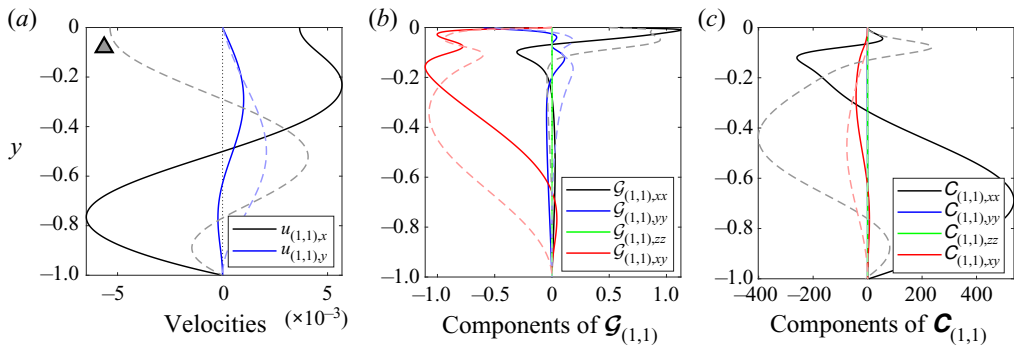 (a)
(b)
(c)
0
−0.2
−0.4
−0.6
−0.8
−1.0
y
−5
0
5
Velocities (×10⁻³)
u(1,1),x
u(1,1),y
0
−0.2
−0.4
−0.6
−0.8
−1.0
−1.0
−0.5
0
0.5
1.0
Components of 𝓖(1,1)
𝓖(1,1),xx
𝓖(1,1),yy
𝓖(1,1),zz
𝓖(1,1),xy
0
−0.2
−0.4
−0.6
−0.8
−1.0
−400
−200
0
200
400
Components of C(1,1)
C(1,1),xx
C(1,1),yy
C(1,1),zz
C(1,1),xy